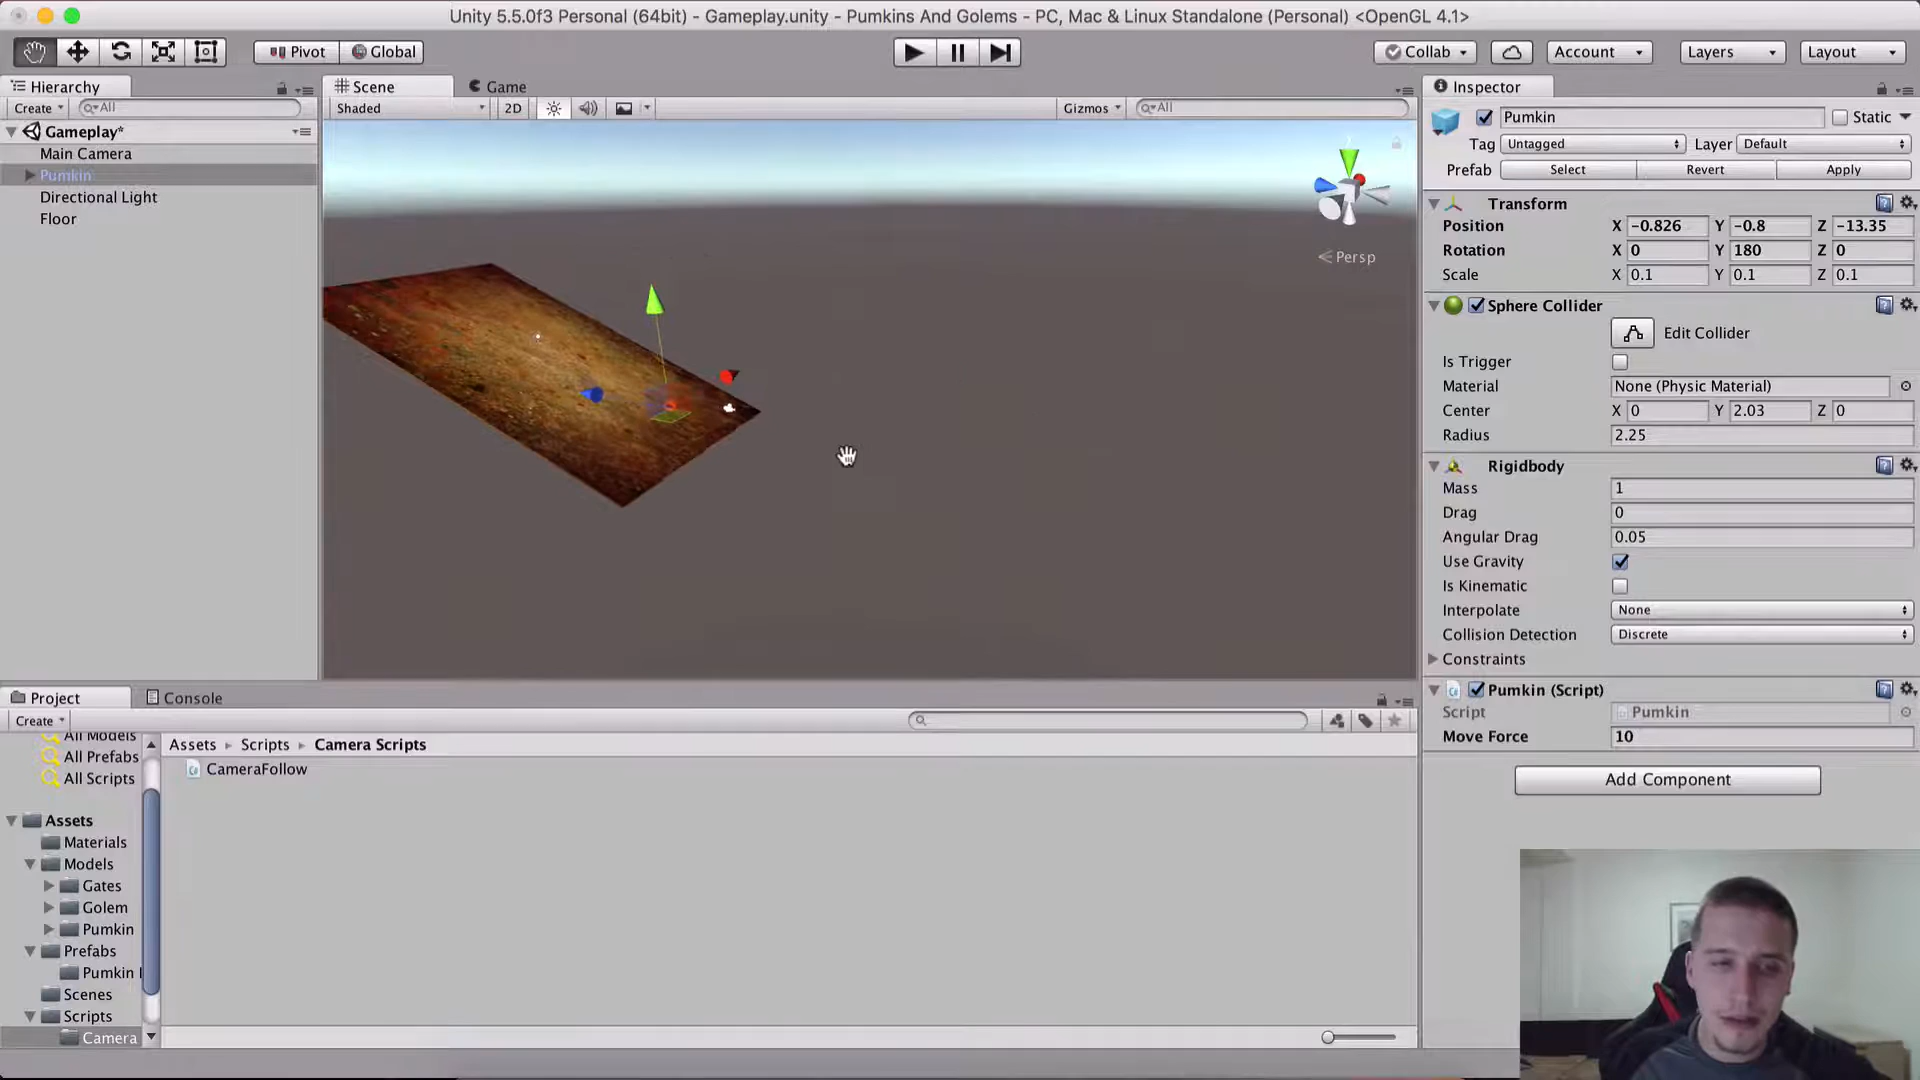 Unity 5.5.0f3 Personal (64bit) - Gameplay.unity - Pumkins And Golems - PC, Mac & Linux Standalone (Personal) <OpenGL 4.1>
Pivot Global Collab Account Layers Layout
Hierarchy
Create All
Gameplay*
Main Camera
Pumkin
Directional Light
Floor
Scene Game
Shaded 2D Gizmos All
Persp
Inspector
Pumkin Static
Tag Untagged Layer Default
Prefab Select Revert Apply
Transform
Position X -0.826 Y -0.8 Z -13.35
Rotation X 0 Y 180 Z 0
Scale X 0.1 Y 0.1 Z 0.1
Sphere Collider
Edit Collider
Is Trigger
Material None (Physic Material)
Center X 0 Y 2.03 Z 0
Radius 2.25
Rigidbody
Mass 1
Drag 0
Angular Drag 0.05
Use Gravity
Is Kinematic
Interpolate None
Collision Detection Discrete
Constraints
Pumkin (Script)
Script Pumkin
Move Force 10
Add Component
Project Console
Create
All Models
All Prefabs
All Scripts
Assets
Materials
Models
Gates
Golem
Pumkin
Prefabs
Pumkin
Scenes
Scripts
Camera
Assets Scripts Camera Scripts
CameraFollow